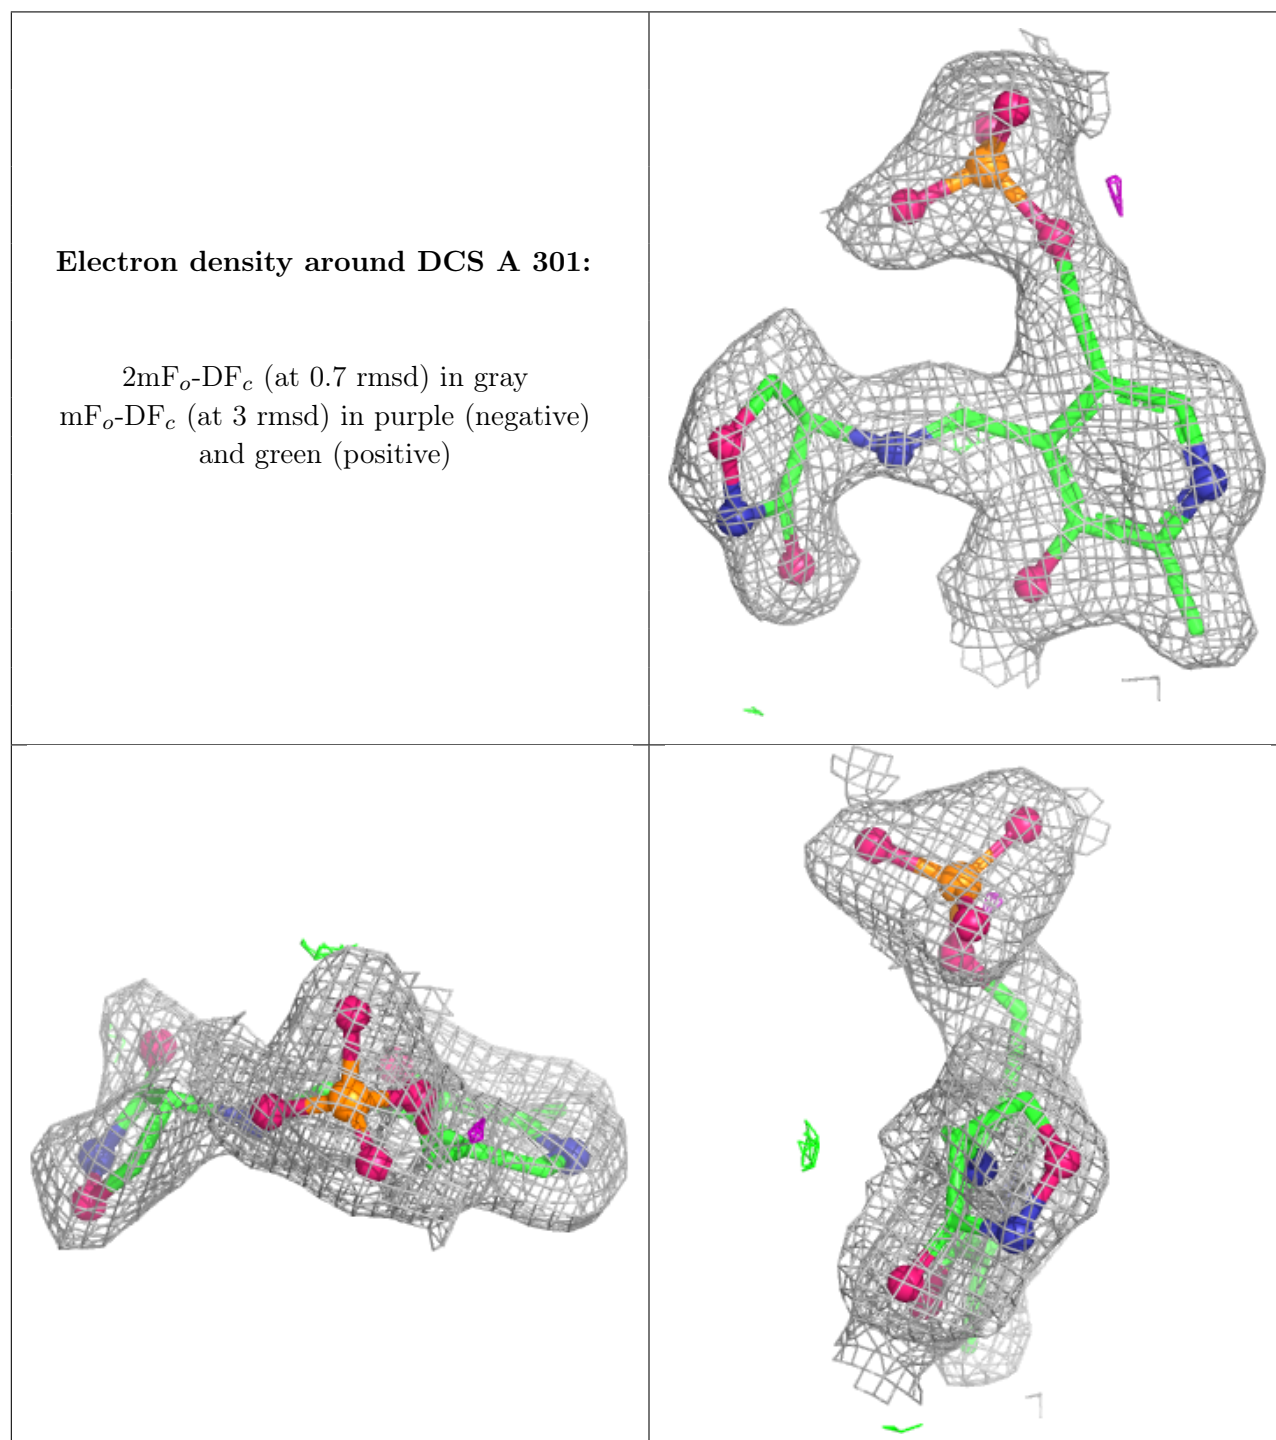 Electron density around DCS A 301:
2mFₒ-DF𝒸 (at 0.7 rmsd) in gray
mFₒ-DF𝒸 (at 3 rmsd) in purple (negative)
and green (positive)